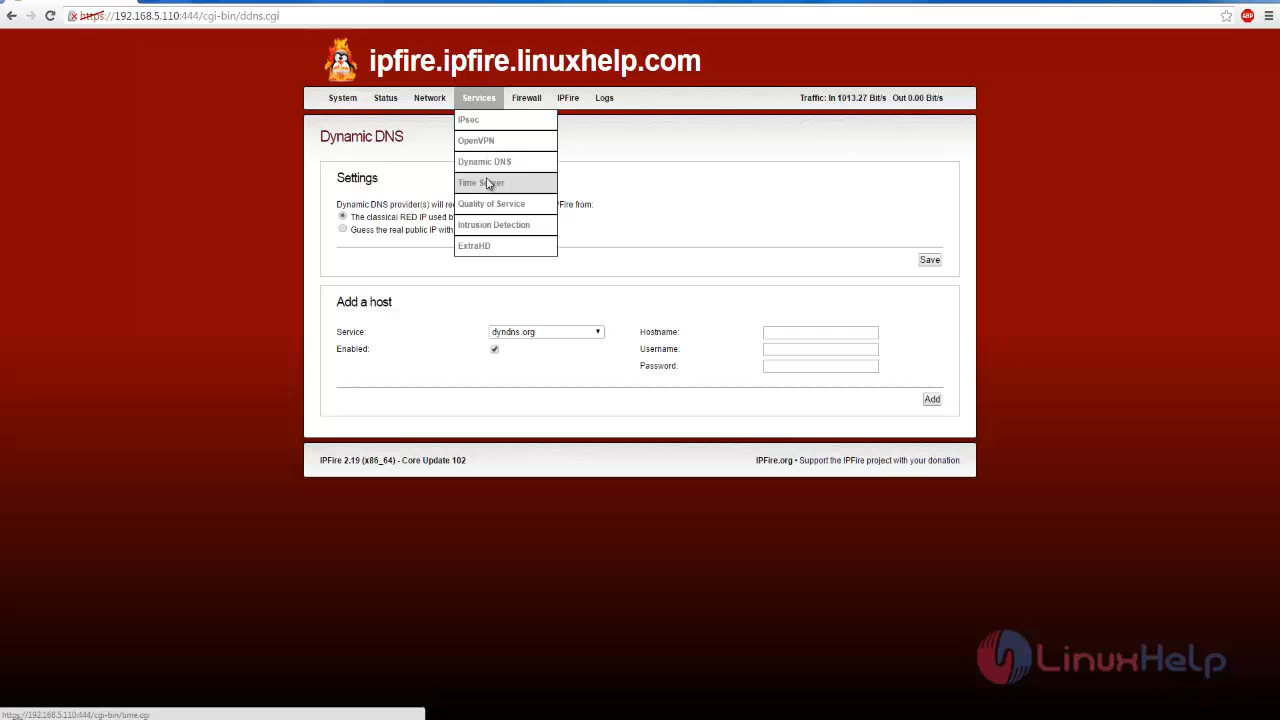 https://192.168.5.110:444/cgi-bin/ddns.cgi
ABP
ipfire.ipfire.linuxhelp.com
System Status Network Services Firewall IPFire Logs Traffic: In 1013.27 Bit/s Out 0.00 Bit/s
IPsec
OpenVPN
Dynamic DNS
Time Server
Quality of Service
Intrusion Detection
ExtraHD
Dynamic DNS
Settings
Dynamic DNS provider(s) will IPFire from:
The classical RED IP used
Guess the real public IP with
Save
Add a host
Service: dyndns.org Hostname:
Enabled: Username:
Password:
Add
IPFire 2.19 (x86_64) - Core Update 102 IPFire.org • Support the IPFire project with your donation
LinuxHelp
https://192.168.5.110:444/cgi-bin/time.cgi